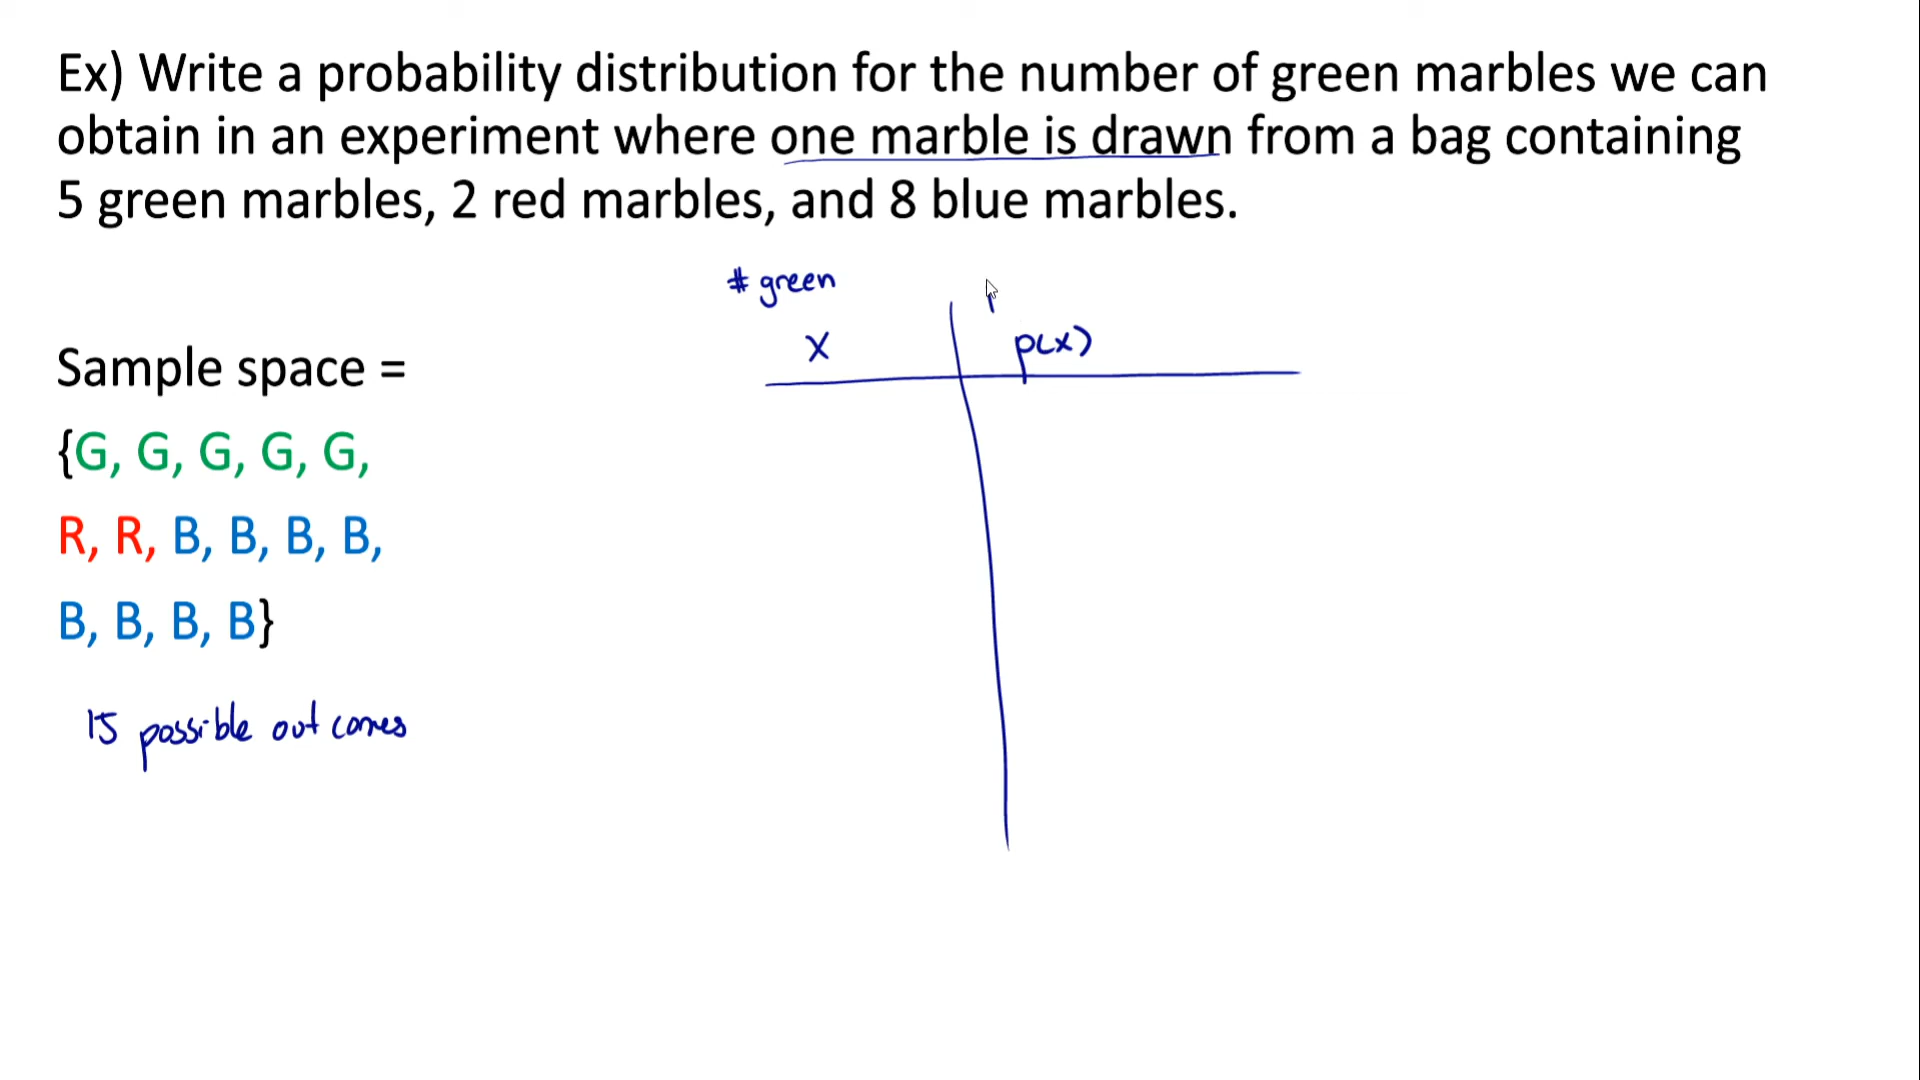 Ex) Write a probability distribution for the number of green marbles we can
obtain in an experiment where one marble is drawn from a bag containing
5 green marbles, 2 red marbles, and 8 blue marbles.
# green
x
p(x)
Sample space =
{G, G, G, G, G,
R, R, B, B, B, B,
B, B, B, B}
15 possible outcomes